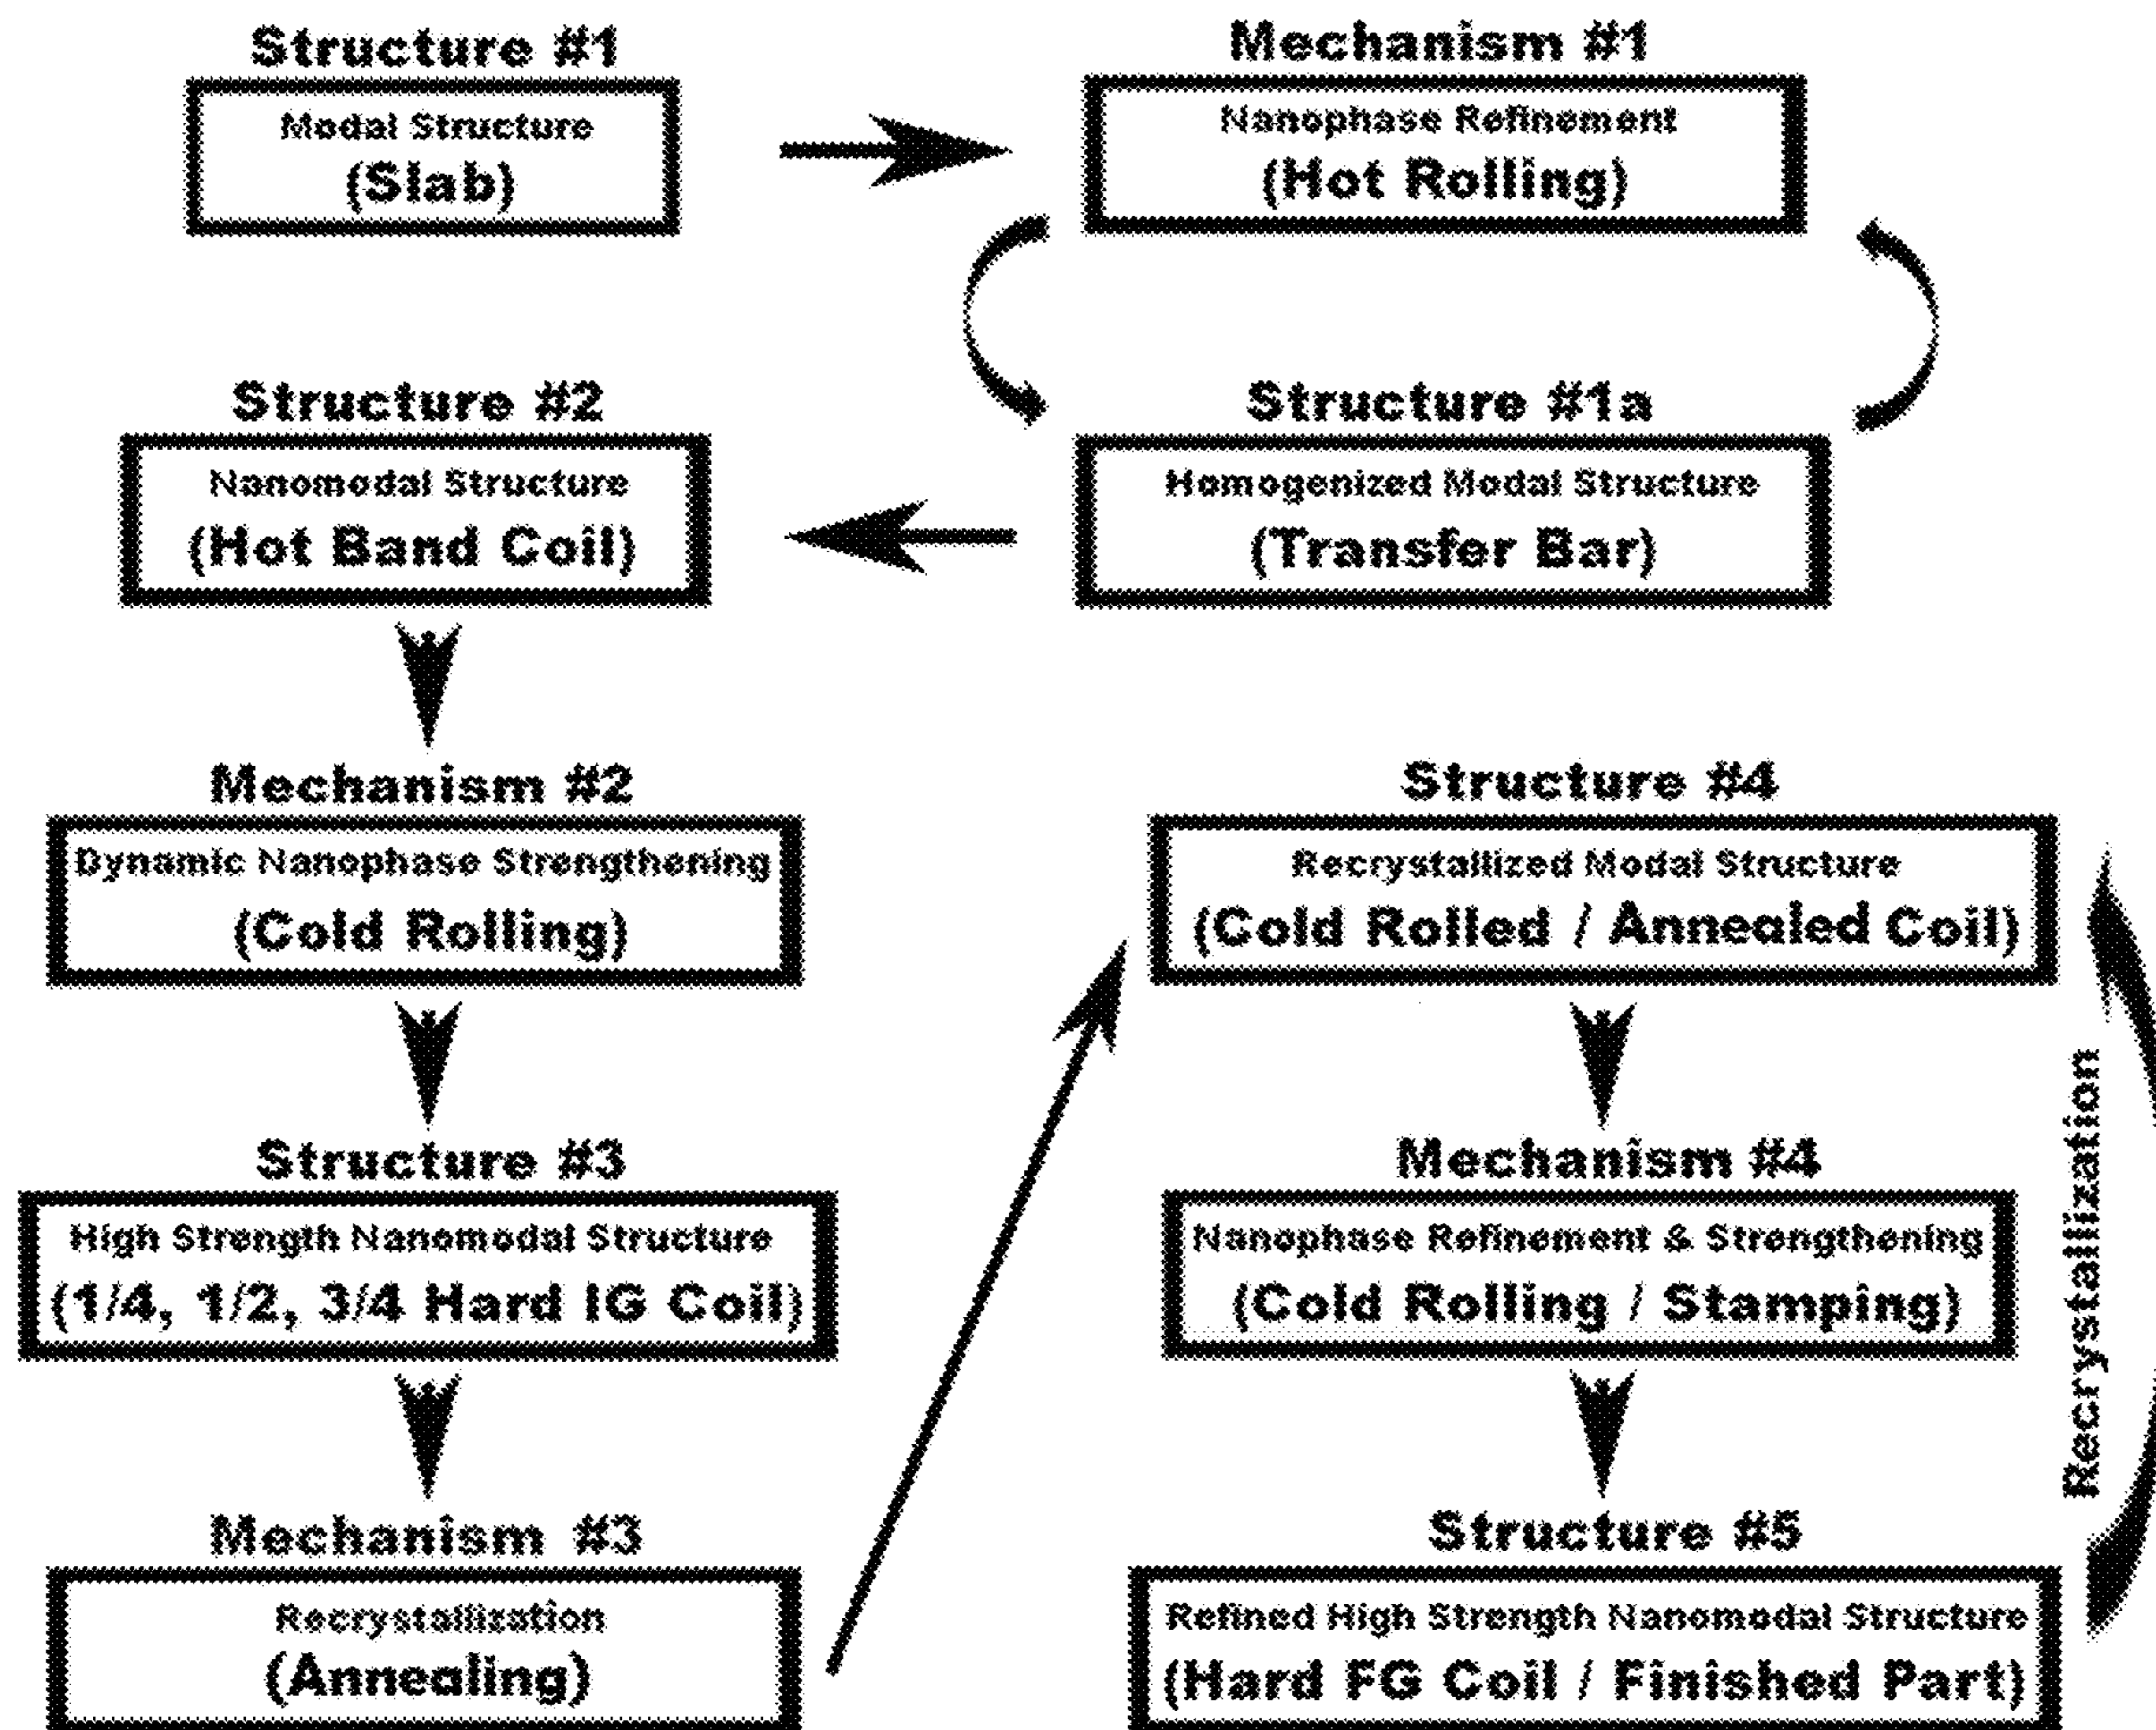 Structure #1
Modal Structure
(Slab)
Mechanism #1
Nanophase Refinement
(Hot Rolling)
Structure #1a
Homogenized Modal Structure
(Transfer Bar)
Structure #2
Nanomodal Structure
(Hot Band Coil)
Mechanism #2
Dynamic Nanophase Strengthening
(Cold Rolling)
Structure #3
High Strength Nanomodal Structure
(1/4, 1/2, 3/4 Hard IG Coil)
Mechanism #3
Recrystallization
(Annealing)
Structure #4
Recrystallized Modal Structure
(Cold Rolled / Annealed Coil)
Mechanism #4
Nanophase Refinement & Strengthening
(Cold Rolling / Stamping)
Structure #5
Refined High Strength Nanomodal Structure
(Hard FG Coil / Finished Part)
Recrystallization